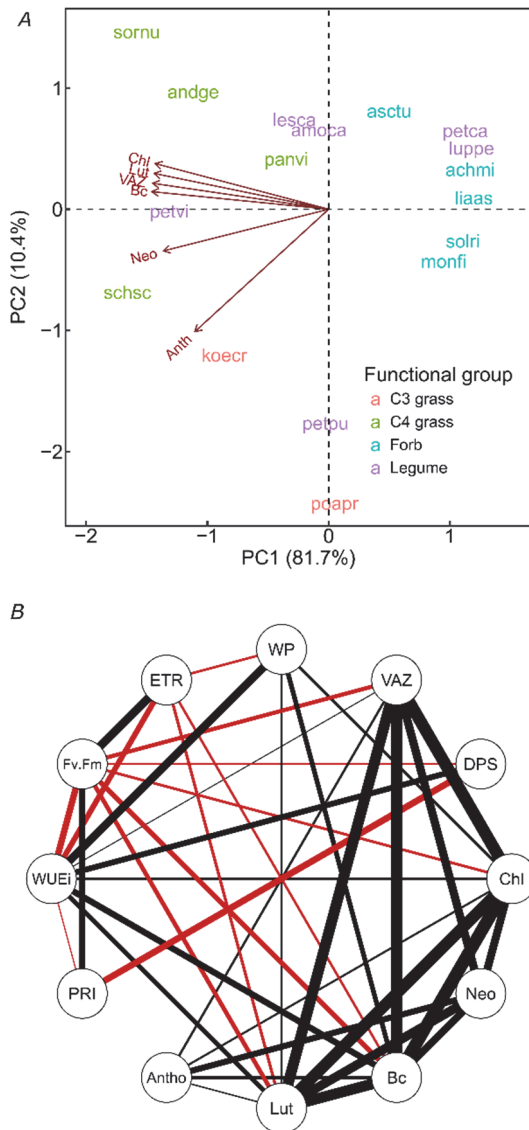 A
sornu
andge
asctu
lesca
amoca
petca
luppe
panvi
achmi
Chl
Lut
VAZ
Bc
liaas
petvi
solri
Neo
monfi
schsc
Anth
koecr
petpu
poapr
Functional group
a C3 grass
a C4 grass
a Forb
a Legume
1
0
−1
−2
PC2 (10.4%)
−2 −1 0 1
PC1 (81.7%)
B
WP
ETR
VAZ
Fv.Fm
DPS
WUEi
Chl
PRI
Neo
Antho
Bc
Lut